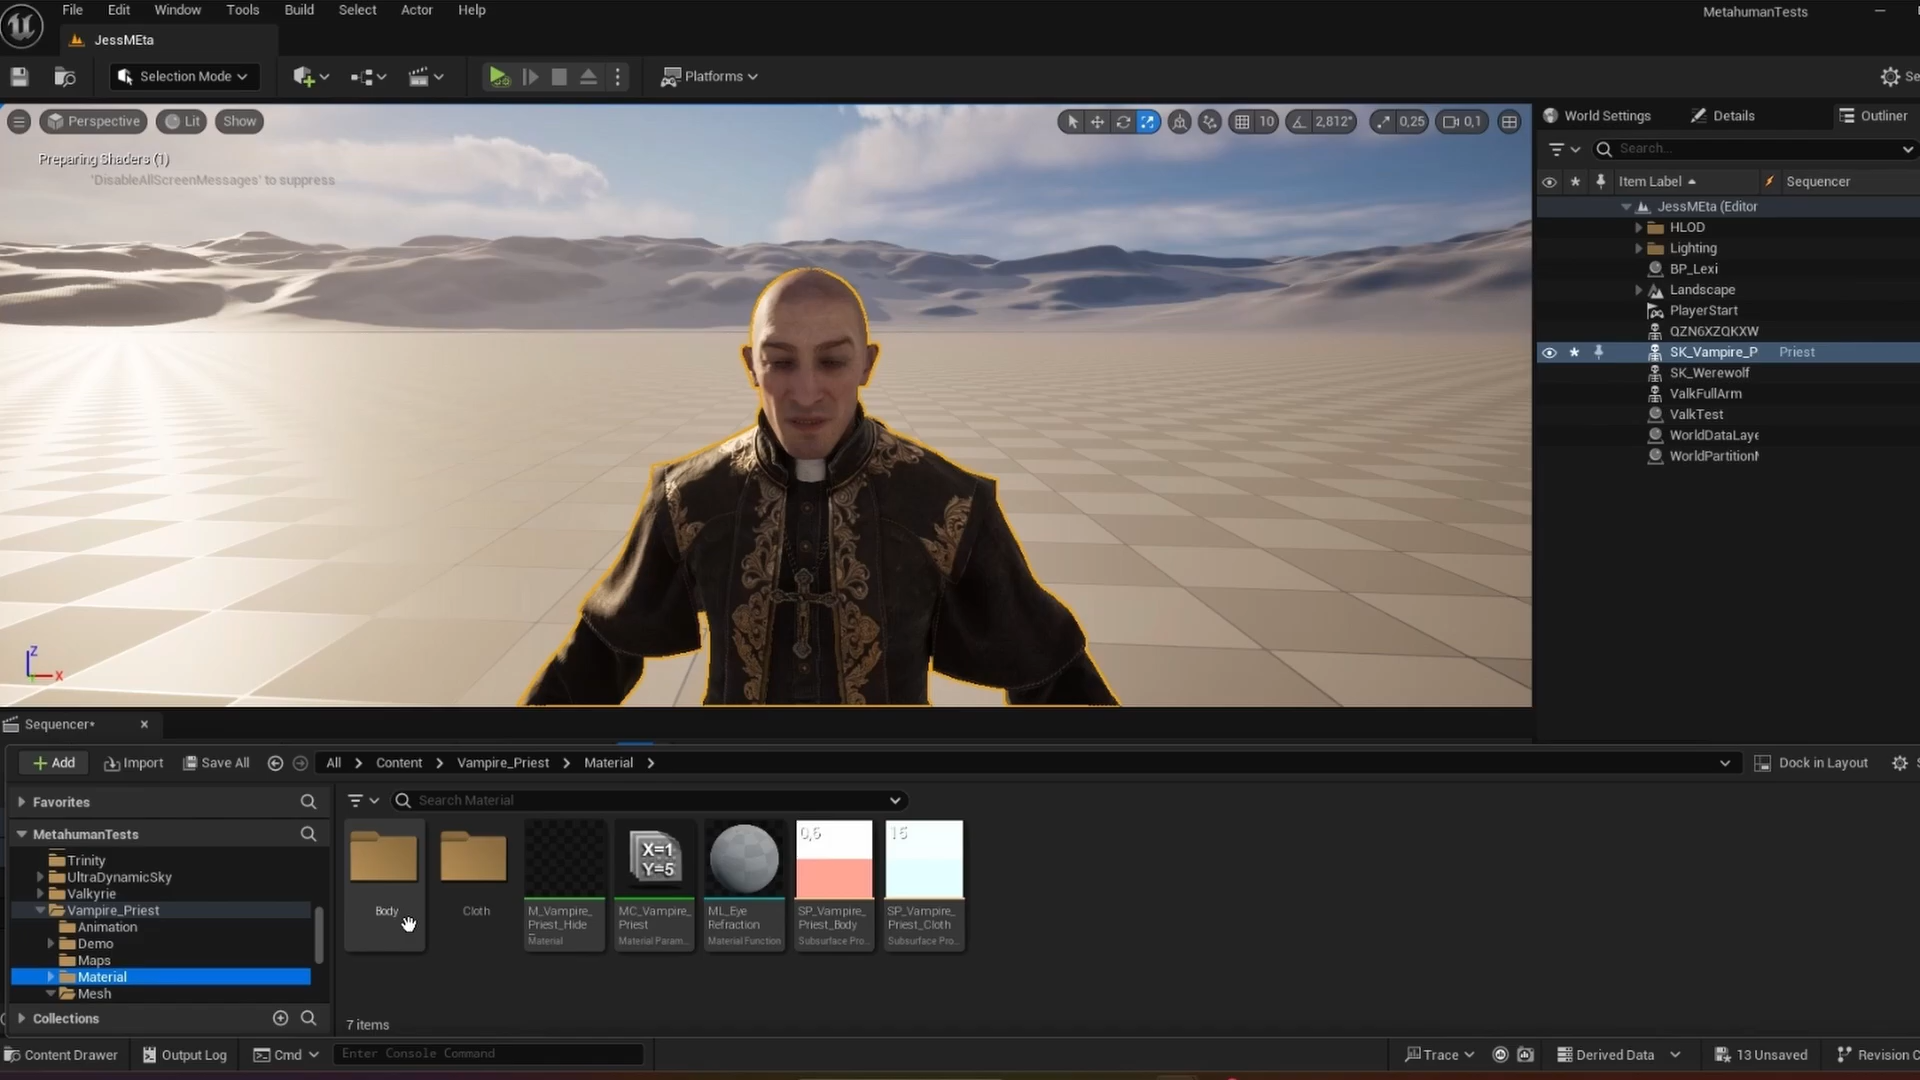 File Edit Window Tools Build Select Actor Help
MetahumanTests
JessMEta
Selection Mode
Platforms
Se
Perspective Lit Show
10 2,812° 0,25 0,1
Preparing Shaders (1)
'DisableAllScreenMessages' to suppress
Z
X
World Settings Details Outliner
Search...
Item Label Sequencer
JessMEta (Editor
HLOD
Lighting
BP_Lexi
Landscape
PlayerStart
QZN6XZQKXW
SK_Vampire_P Priest
SK_Werewolf
ValkFullArm
ValkTest
WorldDataLaye
WorldPartitionM
Sequencer*
Add Import Save All All Content Vampire_Priest Material Dock in Layout S
Favorites
MetahumanTests
Trinity
UltraDynamicSky
Valkyrie
Vampire_Priest
Animation
Demo
Maps
Material
Mesh
Collections
Search Material
X=1
Y=5
0,6
15
Body
Cloth
M_Vampire_
Priest_Hide
Material
MC_Vampire_
Priest
Material Param...
ML_Eye
Refraction
Material Function
SP_Vampire_
Priest_Body
Subsurface Pro...
SP_Vampire_
Priest_Cloth
Subsurface Pro...
7 items
Content Drawer Output Log Cmd Enter Console Command Trace Derived Data 13 Unsaved Revision C